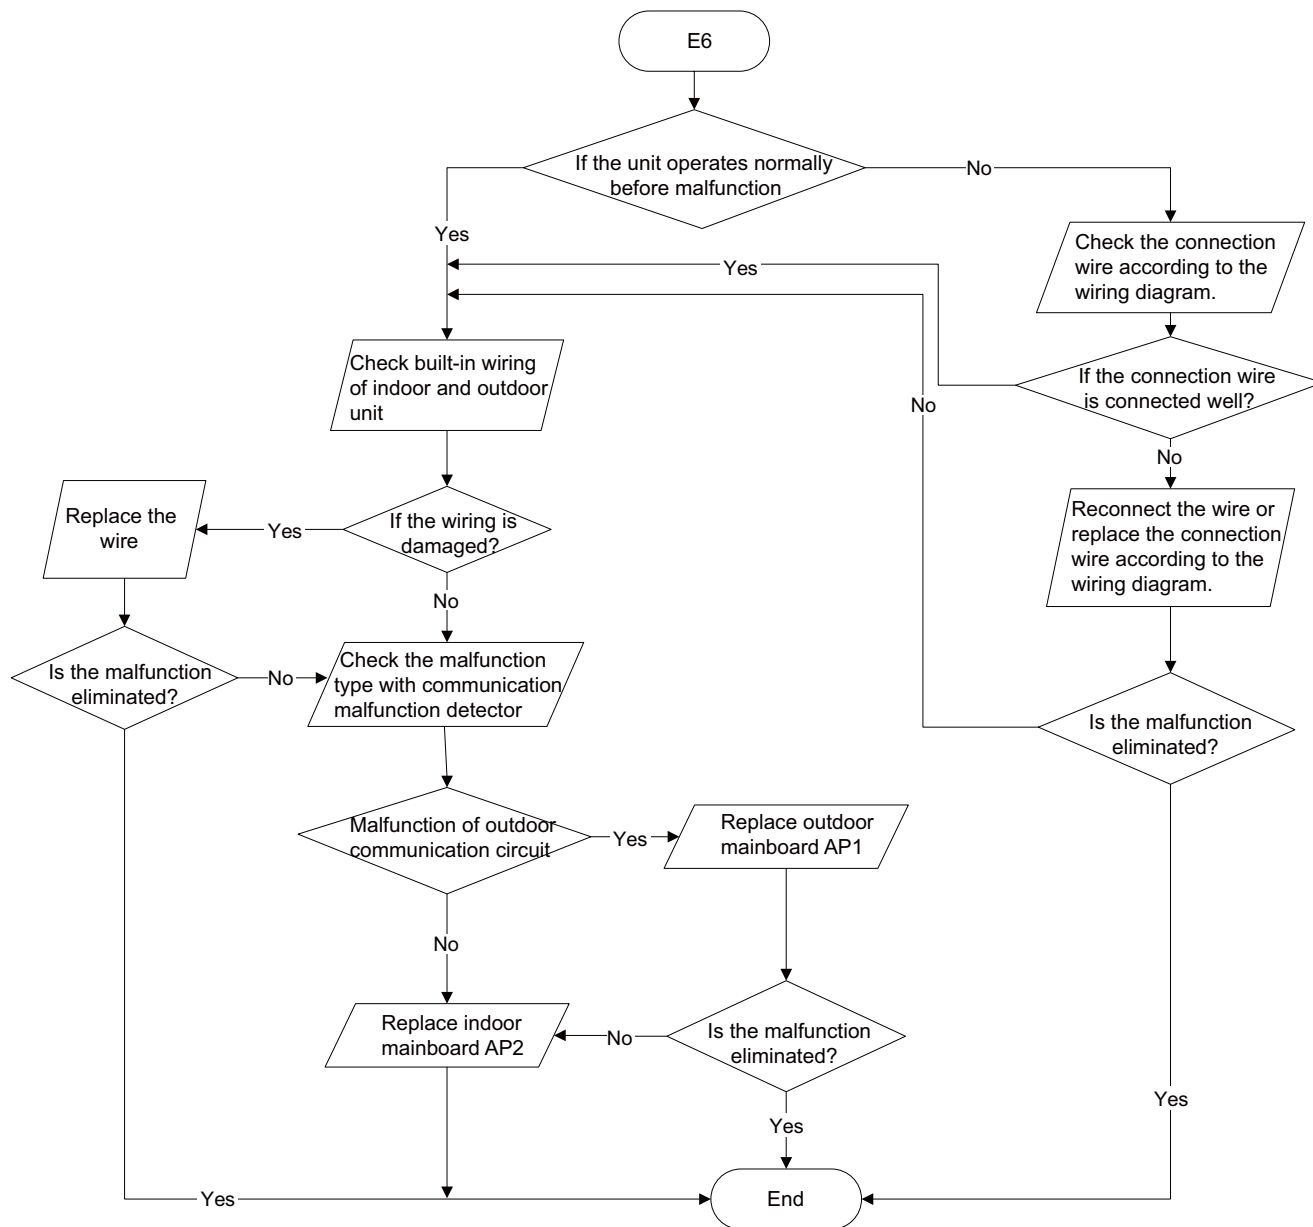 E6
If the unit operates normally
before malfunction
No
Yes
Check the connection
wire according to the
wiring diagram.
Yes
Check built-in wiring
of indoor and outdoor
unit
If the connection wire
is connected well?
No
No
Replace the
wire
Yes
If the wiring is
damaged?
Reconnect the wire or
replace the connection
wire according to the
wiring diagram.
No
Is the malfunction
eliminated?
No
Check the malfunction
type with communication
malfunction detector
Is the malfunction
eliminated?
Malfunction of outdoor
communication circuit
Yes
Replace outdoor
mainboard AP1
No
Replace indoor
mainboard AP2
No
Is the malfunction
eliminated?
Yes
Yes
Yes
End